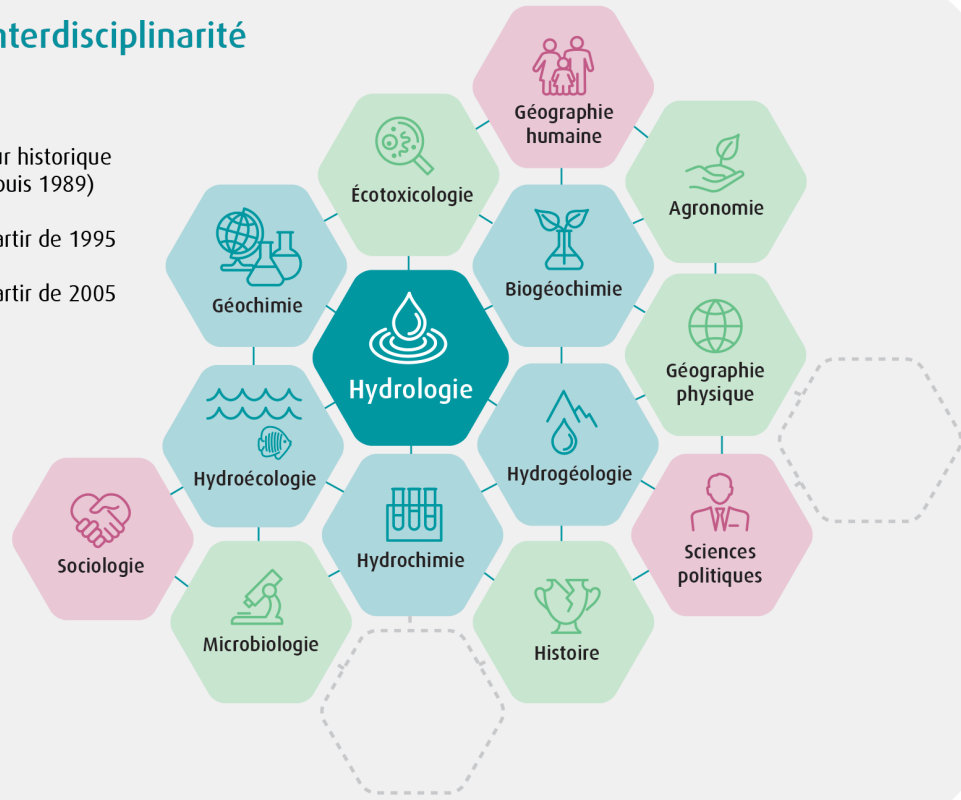 nterdisciplinarité
r historique
puis 1989)
artir de 1995
artir de 2005
Géographie
humaine
Écotoxicologie
Agronomie
Géochimie
Biogéochimie
Géographie
physique
Hydrologie
Hydroécologie
Hydrogéologie
Sociologie
Hydrochimie
Sciences
politiques
Microbiologie
Histoire